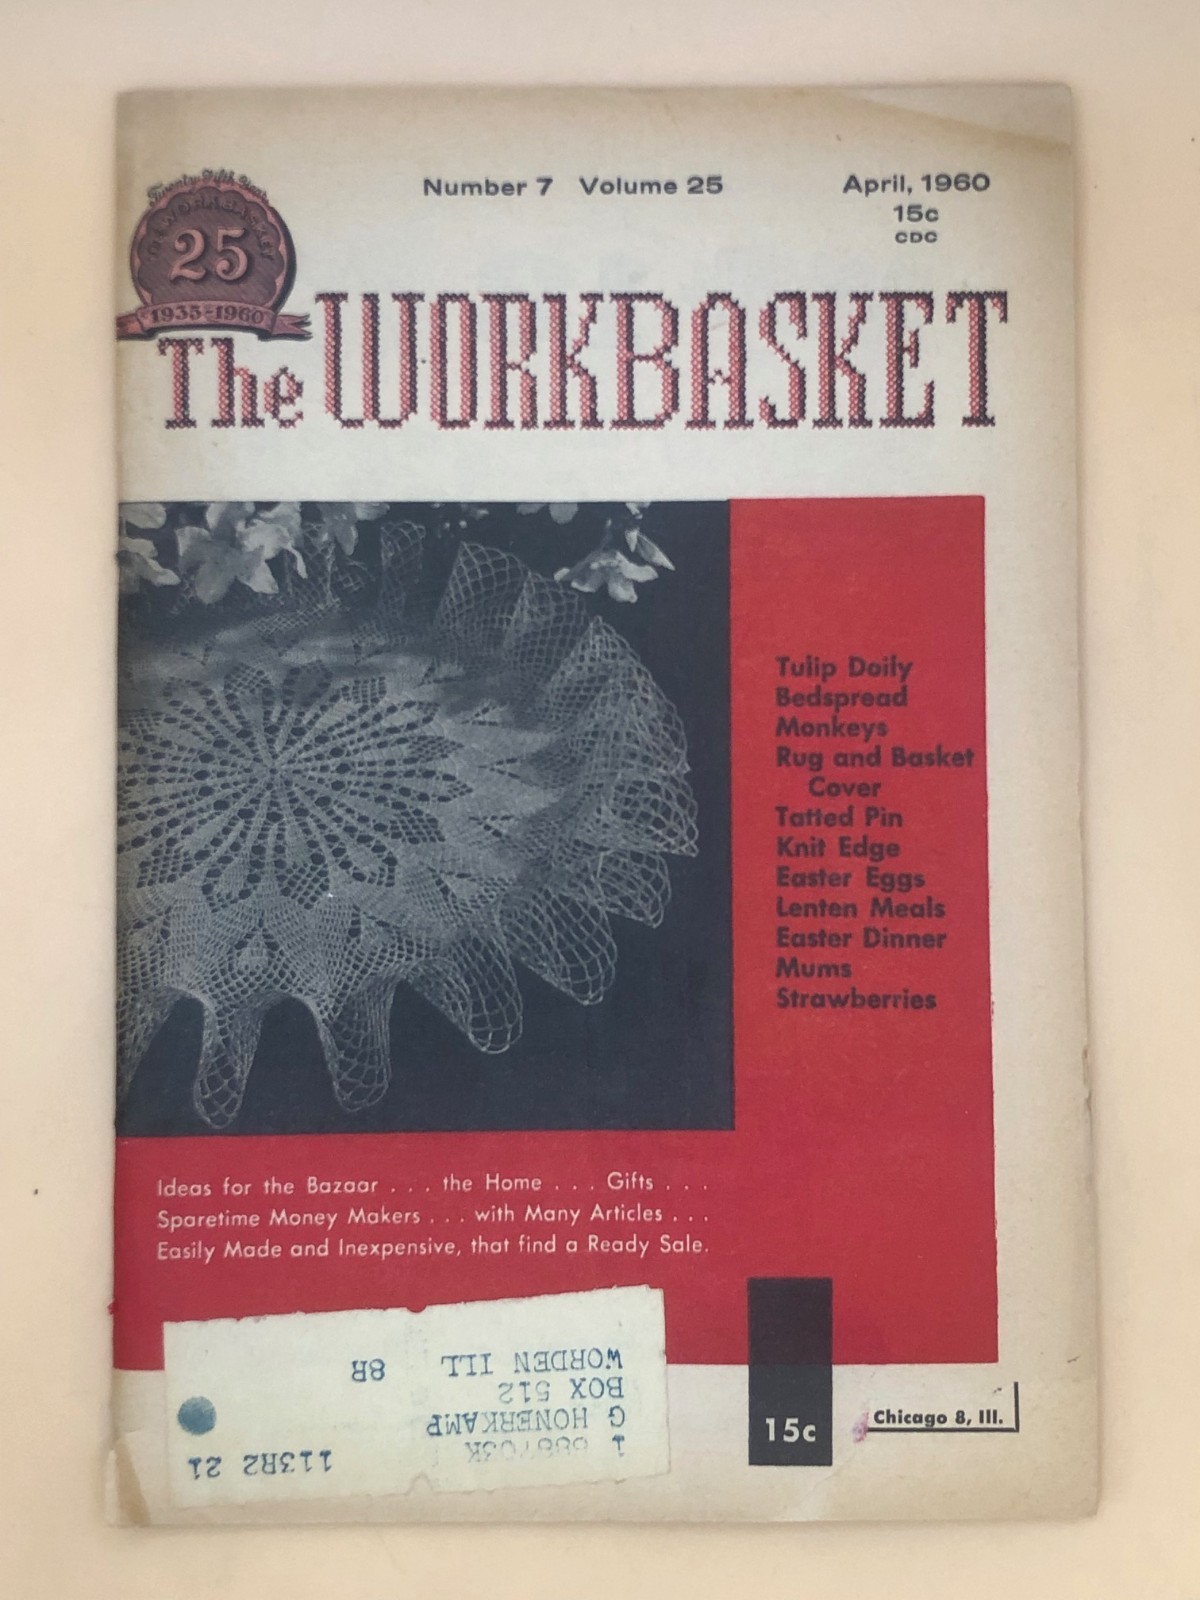 Number 7 Volume 25
April, 1960
15c
CDC
Twenty-Fifth Year
THE WORKBASKET
25
1935-1960
The WORKBASKET
Tulip Doily
Bedspread
Monkeys
Rug and Basket
Cover
Tatted Pin
Knit Edge
Easter Eggs
Lenten Meals
Easter Dinner
Mums
Strawberries
Ideas for the Bazaar . . . the Home . . . Gifts . . .
Sparetime Money Makers . . . with Many Articles . . .
Easily Made and Inexpensive, that find a Ready Sale.
113R2 21
1
G HONERKAMP
BOX 512
WORDEN ILL 8R
15c
Chicago 8, Ill.